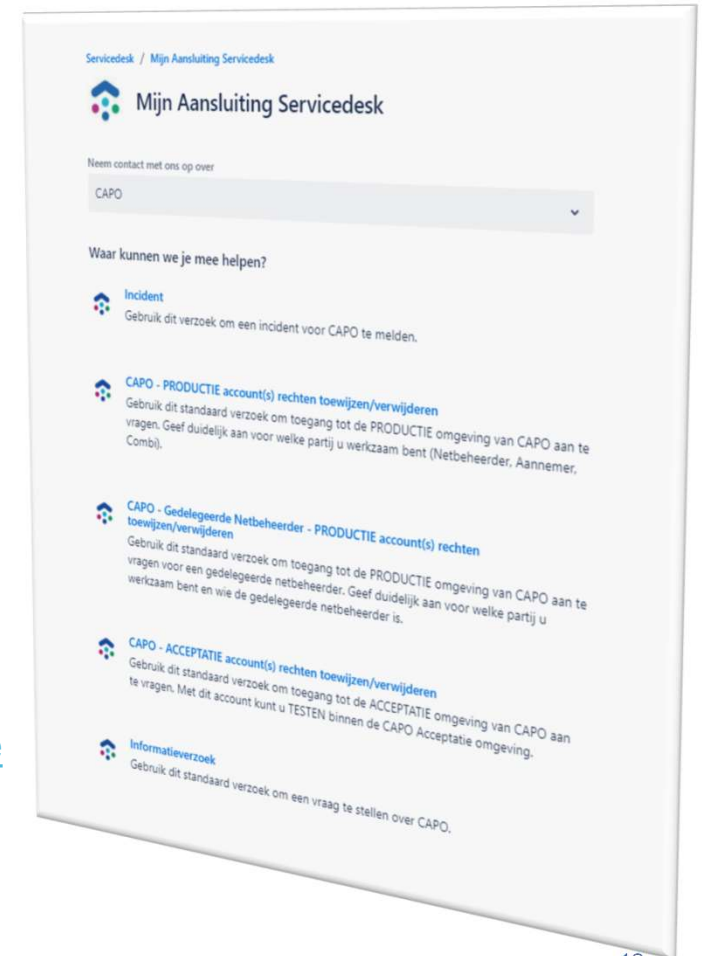 Servicedesk / Mijn Aansluiting Servicedesk
Mijn Aansluiting Servicedesk
Neem contact met ons op over
CAPO
Waar kunnen we je mee helpen?
Incident
Gebruik dit verzoek om een incident voor CAPO te melden.
CAPO - PRODUCTIE account(s) rechten toewijzen/verwijderen
Gebruik dit standaard verzoek om toegang tot de PRODUCTIE omgeving van CAPO aan te
vragen. Geef duidelijk aan voor welke partij u werkzaam bent (Netbeheerder, Aannemer,
Combi).
CAPO - Gedelegeerde Netbeheerder - PRODUCTIE account(s) rechten
toewijzen/verwijderen
Gebruik dit standaard verzoek om toegang tot de PRODUCTIE omgeving van CAPO aan te
vragen voor een gedelegeerde netbeheerder. Geef duidelijk aan voor welke partij u
werkzaam bent en wie de gedelegeerde netbeheerder is.
CAPO - ACCEPTATIE account(s) rechten toewijzen/verwijderen
Gebruik dit standaard verzoek om toegang tot de ACCEPTATIE omgeving van CAPO aan
te vragen. Met dit account kunt u TESTEN binnen de CAPO Acceptatie omgeving.
Informatieverzoek
Gebruik dit standaard verzoek om een vraag te stellen over CAPO.